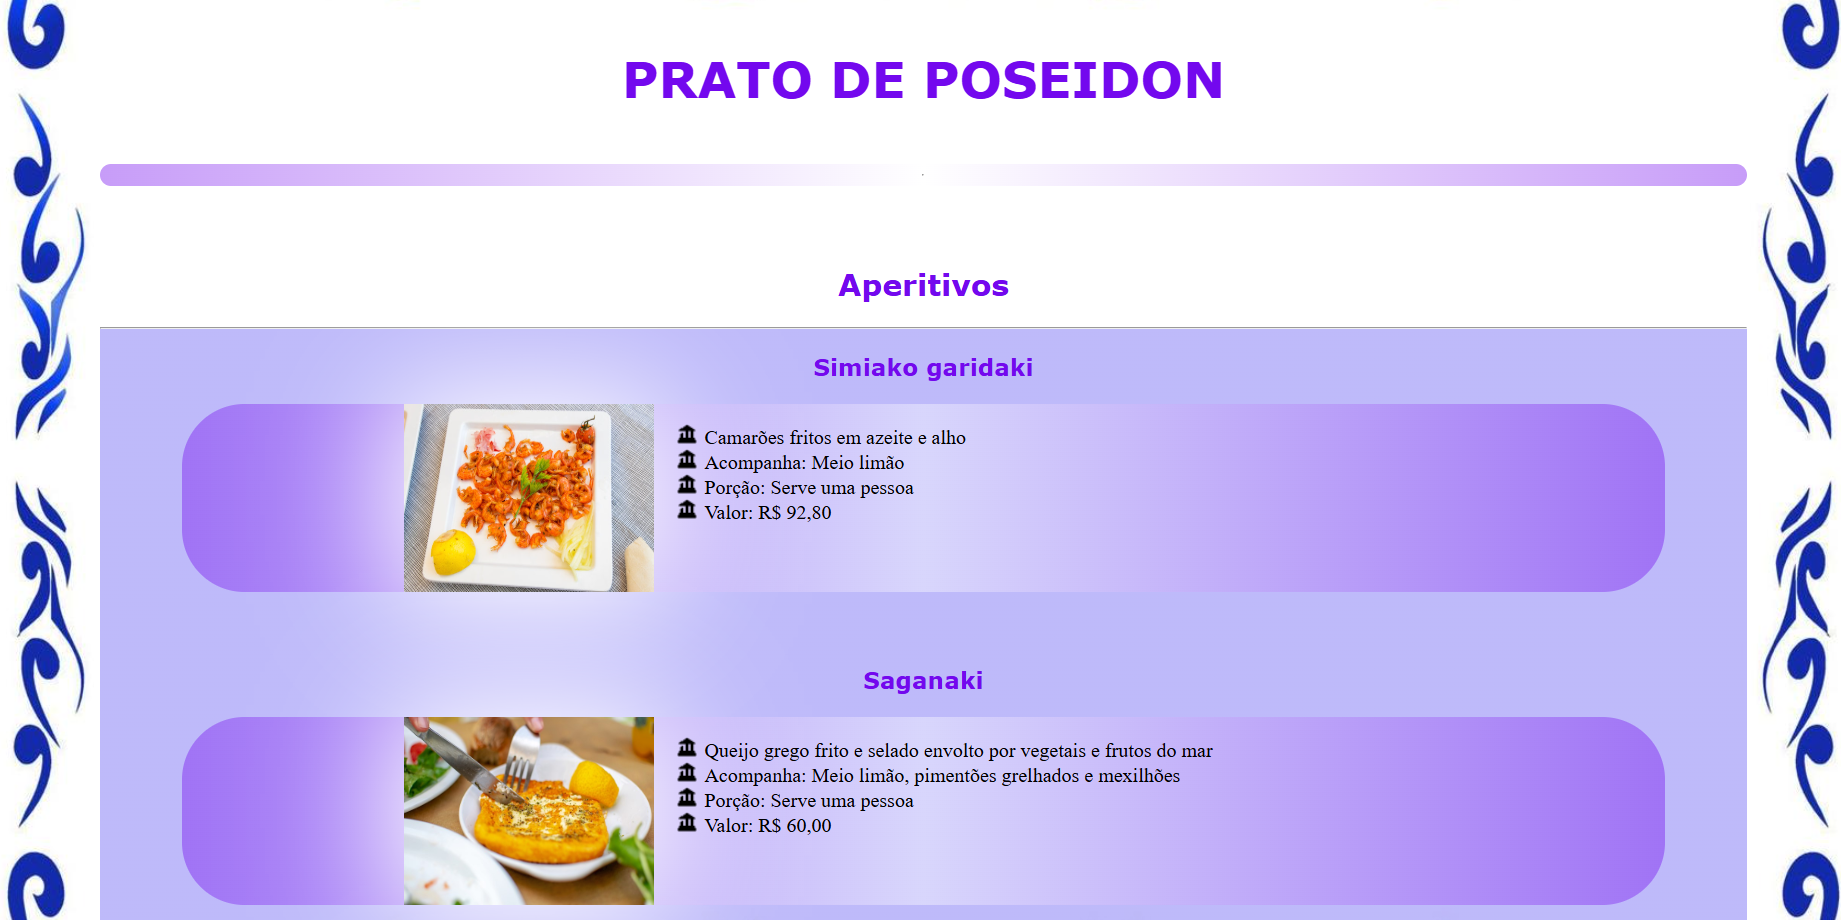 PRATO DE POSEIDON
Aperitivos
Simiako garidaki
Camarões fritos em azeite e alho
Acompanha: Meio limão
Porção: Serve uma pessoa
Valor: R$ 92,80
Saganaki
Queijo grego frito e selado envolto por vegetais e frutos do mar
Acompanha: Meio limão, pimentões grelhados e mexilhões
Porção: Serve uma pessoa
Valor: R$ 60,00